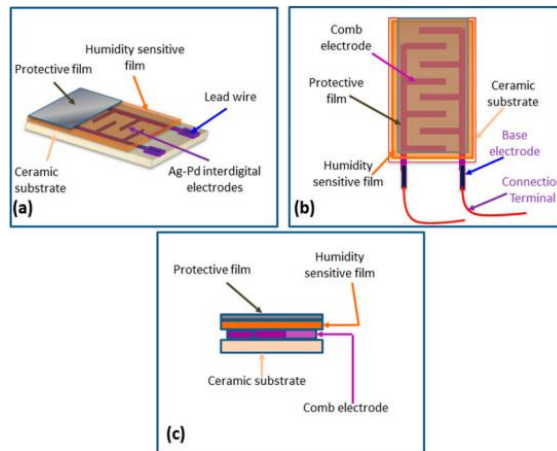 Humidity sensitive
film
Protective film
Lead wire
Ceramic
substrate
Ag-Pd interdigital
electrodes
(a)
Comb
electrode
Protective
film
Ceramic
substrate
Base
electrode
Humidity
sensitive film
Connection
Terminal
(b)
Humidity
sensitive film
Protective film
Ceramic substrate
Comb electrode
(c)